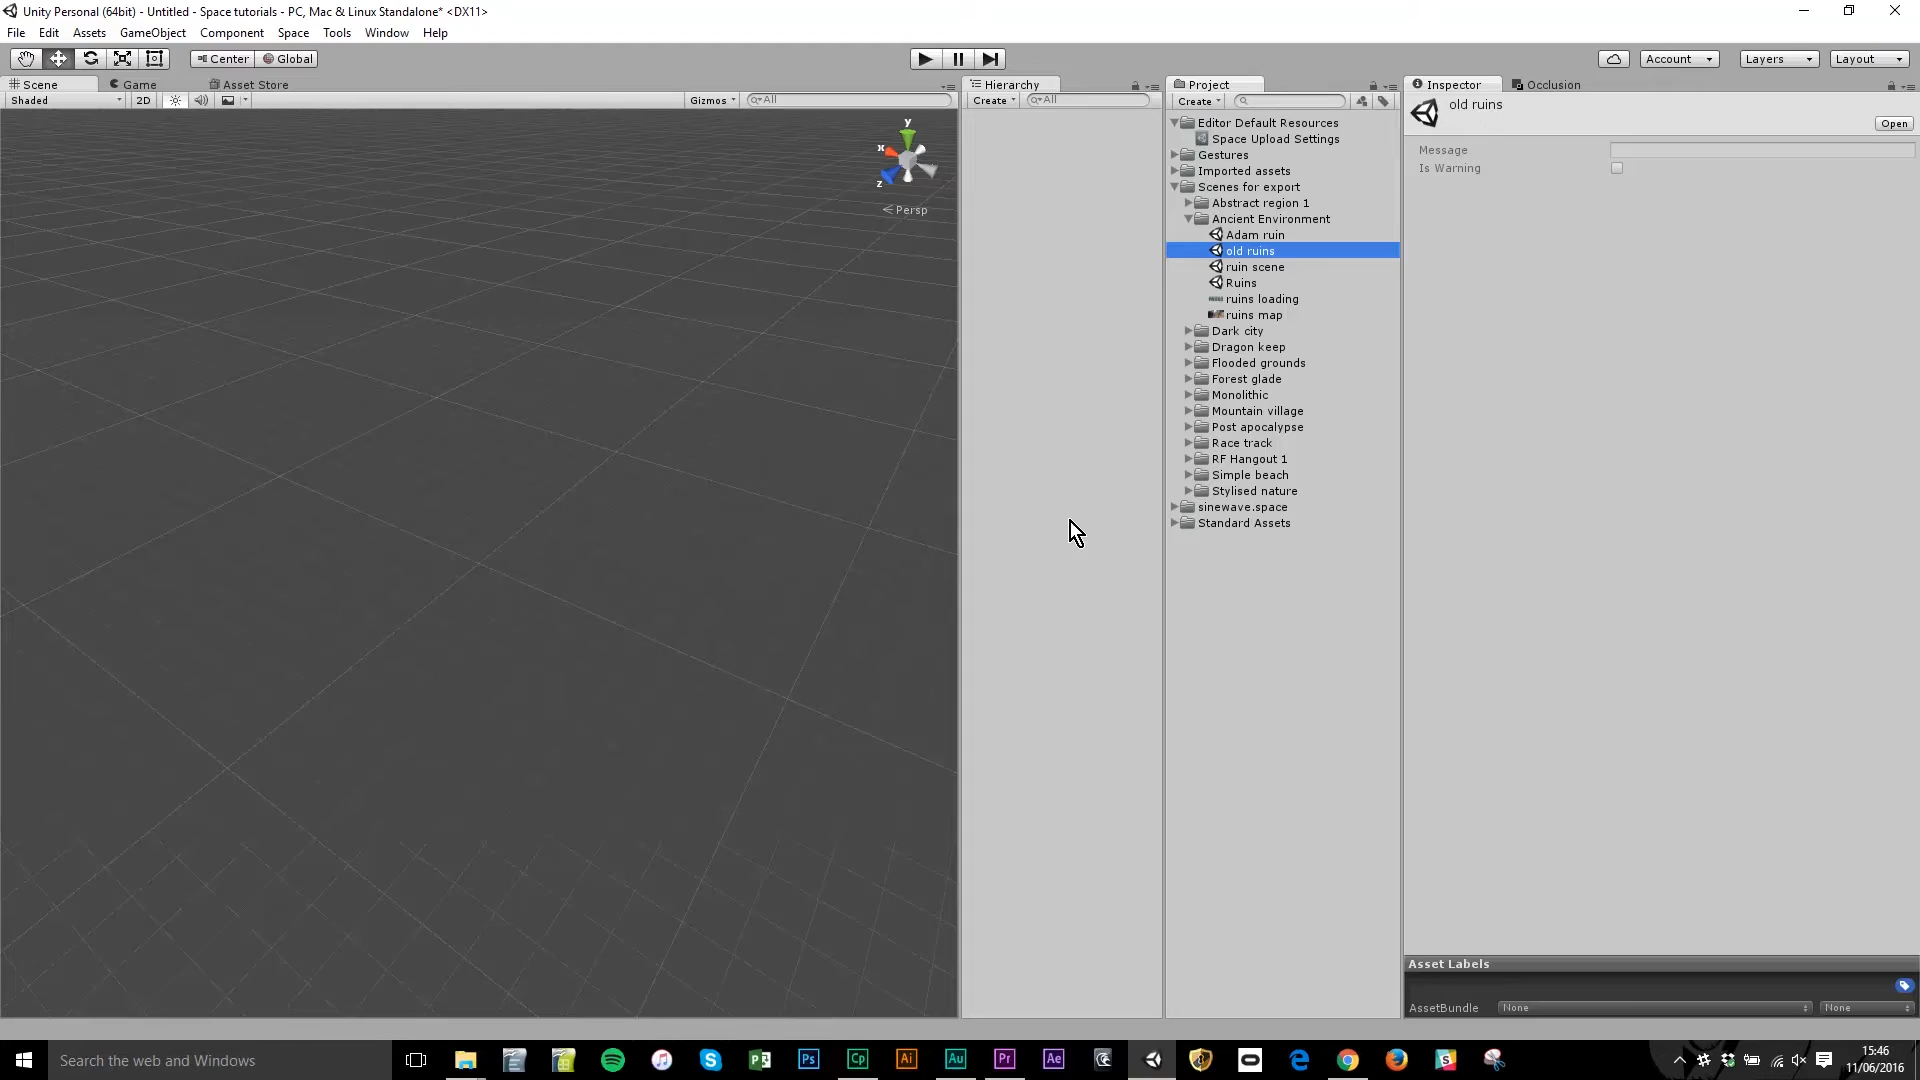 Unity Personal (64bit) - Untitled - Space tutorials - PC, Mac & Linux Standalone* <DX11>
File Edit Assets GameObject Component Space Tools Window Help
Center Global Account Layers Layout
Scene Game Asset Store Hierarchy Project Inspector Occlusion
Shaded 2D Gizmos All Create All Create
old ruins
Open
Message
Is Warning
y
x
z
Persp
Editor Default Resources
Space Upload Settings
Gestures
Imported assets
Scenes for export
Abstract region 1
Ancient Environment
Adam ruin
old ruins
ruin scene
Ruins
ruins loading
ruins map
Dark city
Dragon keep
Flooded grounds
Forest glade
Monolithic
Mountain village
Post apocalypse
Race track
RF Hangout 1
Simple beach
Stylised nature
sinewave.space
Standard Assets
Asset Labels
AssetBundle None None
Search the web and Windows
Ps Cp Ai Au Pr Ae
15:46
11/06/2016